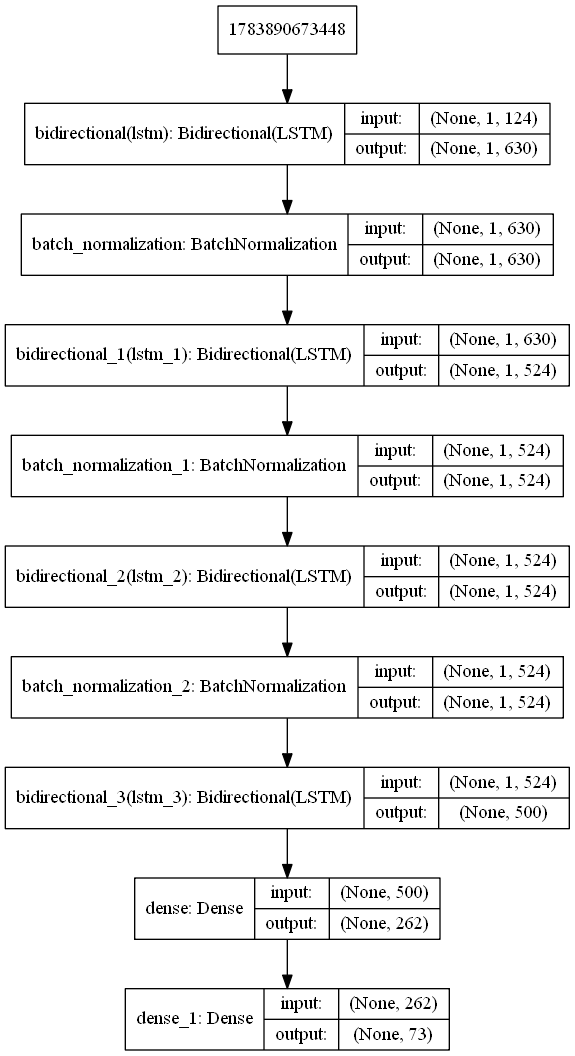 1783890673448
bidirectional(lstm): Bidirectional(LSTM)
input: (None, 1, 124)
output: (None, 1, 630)
batch_normalization: BatchNormalization
input: (None, 1, 630)
output: (None, 1, 630)
bidirectional_1(lstm_1): Bidirectional(LSTM)
input: (None, 1, 630)
output: (None, 1, 524)
batch_normalization_1: BatchNormalization
input: (None, 1, 524)
output: (None, 1, 524)
bidirectional_2(lstm_2): Bidirectional(LSTM)
input: (None, 1, 524)
output: (None, 1, 524)
batch_normalization_2: BatchNormalization
input: (None, 1, 524)
output: (None, 1, 524)
bidirectional_3(lstm_3): Bidirectional(LSTM)
input: (None, 1, 524)
output: (None, 500)
dense: Dense
input: (None, 500)
output: (None, 262)
dense_1: Dense
input: (None, 262)
output: (None, 73)